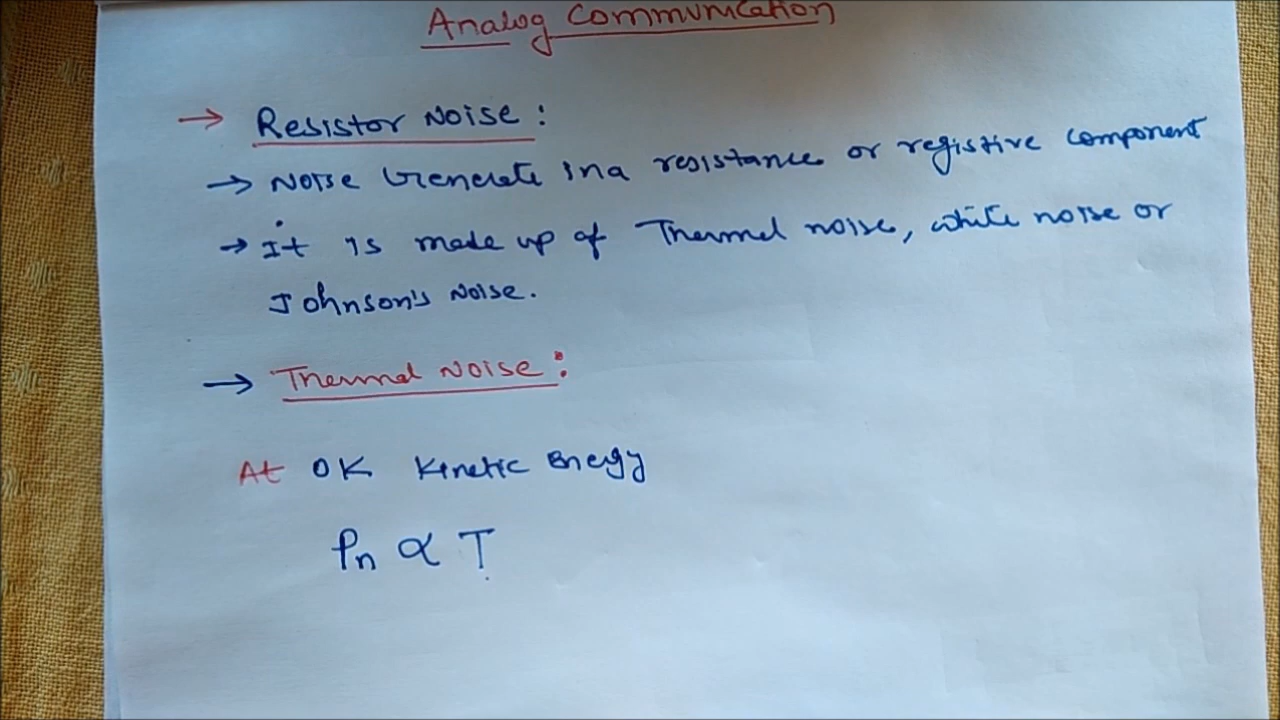 Analog Communication
→ Resistor Noise :
→ Noise Generate in a resistance or registive component
→ It is made up of Thermal noise, white noise or
Johnson's Noise.
→ Thermal Noise :
At 0K Kinetic Energy
Pn ∝ T